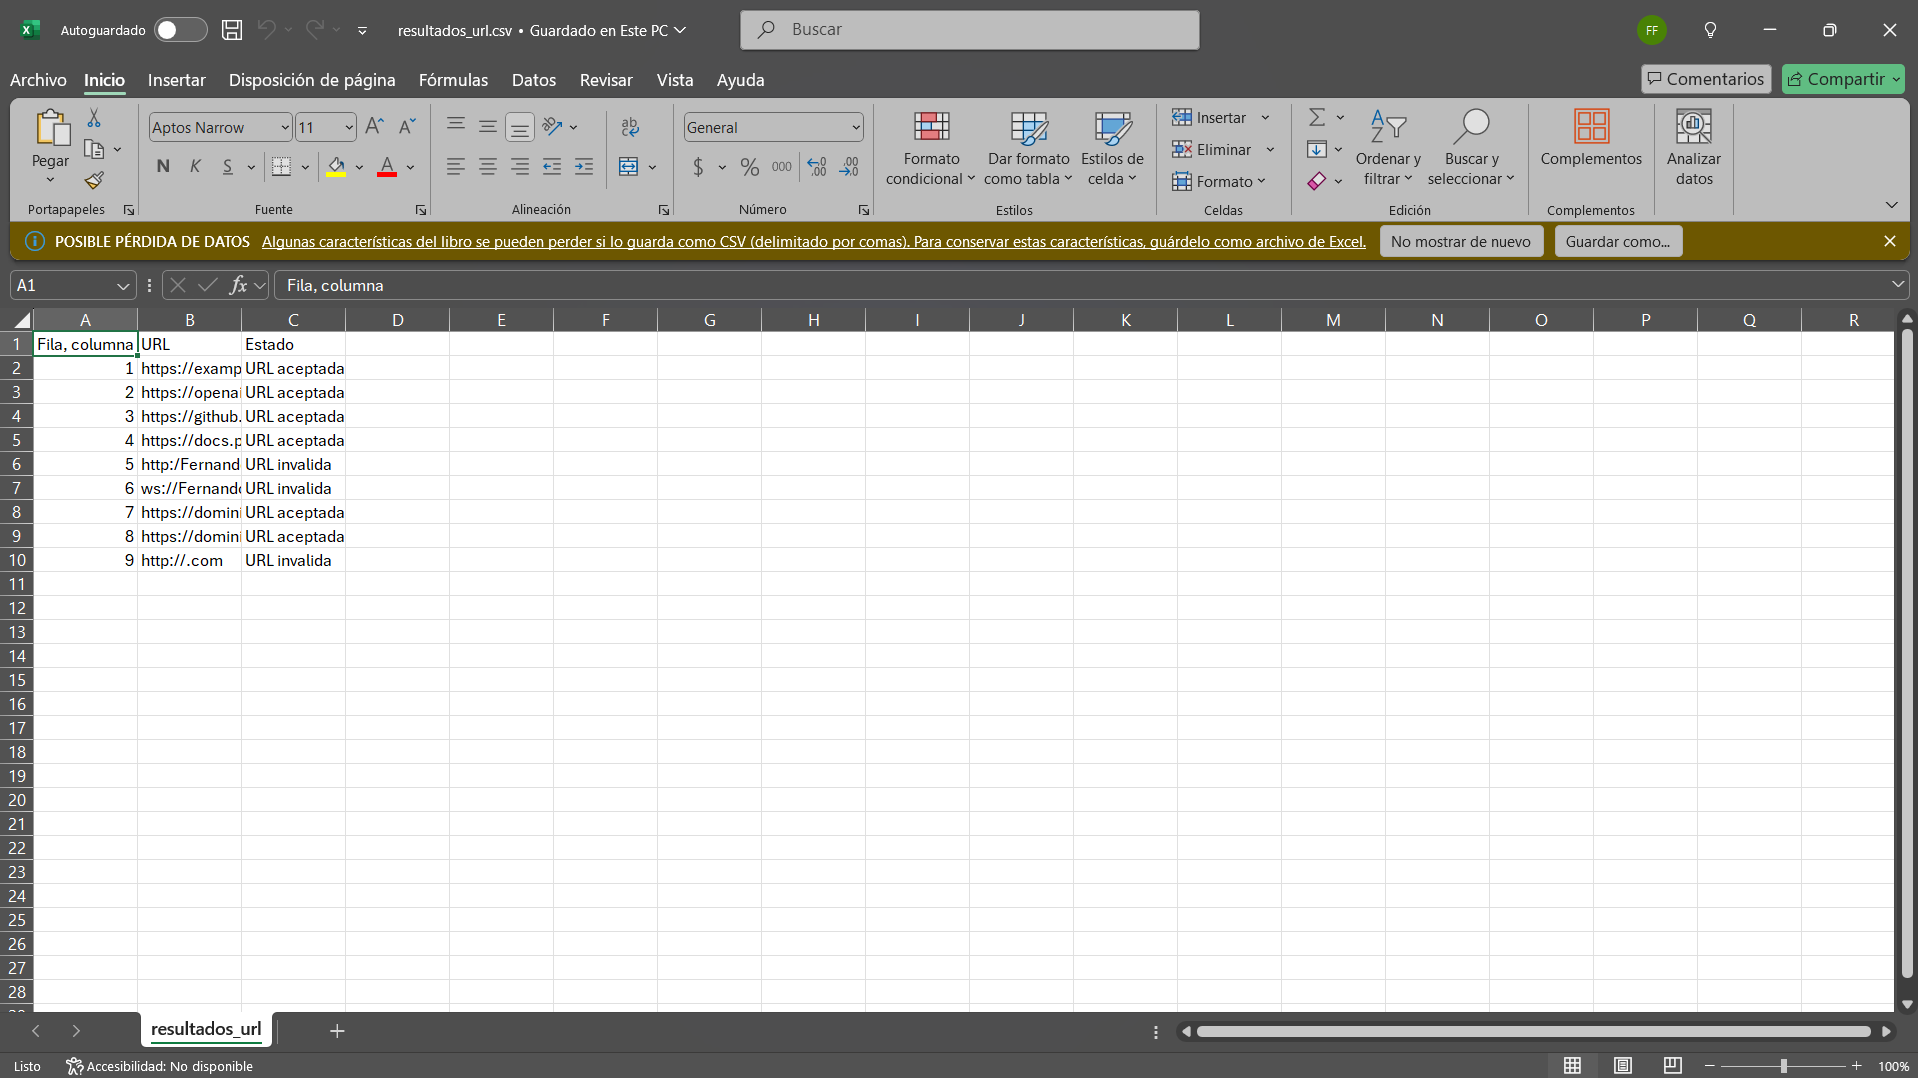 Autoguardado resultados_url.csv • Guardado en Este PC Buscar FF
Archivo Inicio Insertar Disposición de página Fórmulas Datos Revisar Vista Ayuda Comentarios Compartir
Pegar
Portapapeles
Aptos Narrow 11
N K S A
Fuente
ab
Alineación
General
$ % 000
Número
Formato condicional
Dar formato como tabla
Estilos de celda
Estilos
Insertar
Eliminar
Formato
Celdas
Ordenar y filtrar
Buscar y seleccionar
Edición
Complementos
Complementos
Analizar datos
POSIBLE PÉRDIDA DE DATOS Algunas características del libro se pueden perder si lo guarda como CSV (delimitado por comas). Para conservar estas características, guárdelo como archivo de Excel. No mostrar de nuevo Guardar como...
A1 fx Fila, columna
A B C D E F G H I J K L M N O P Q R
1 Fila, columna URL Estado
2 1 https://examp URL aceptada
3 2 https://openai URL aceptada
4 3 https://github. URL aceptada
5 4 https://docs.p URL aceptada
6 5 http:/Fernand URL invalida
7 6 ws://Fernando URL invalida
8 7 https://domini URL aceptada
9 8 https://domini URL aceptada
10 9 http://.com URL invalida
11
12
13
14
15
16
17
18
19
20
21
22
23
24
25
26
27
28
resultados_url
Listo Accesibilidad: No disponible 100%